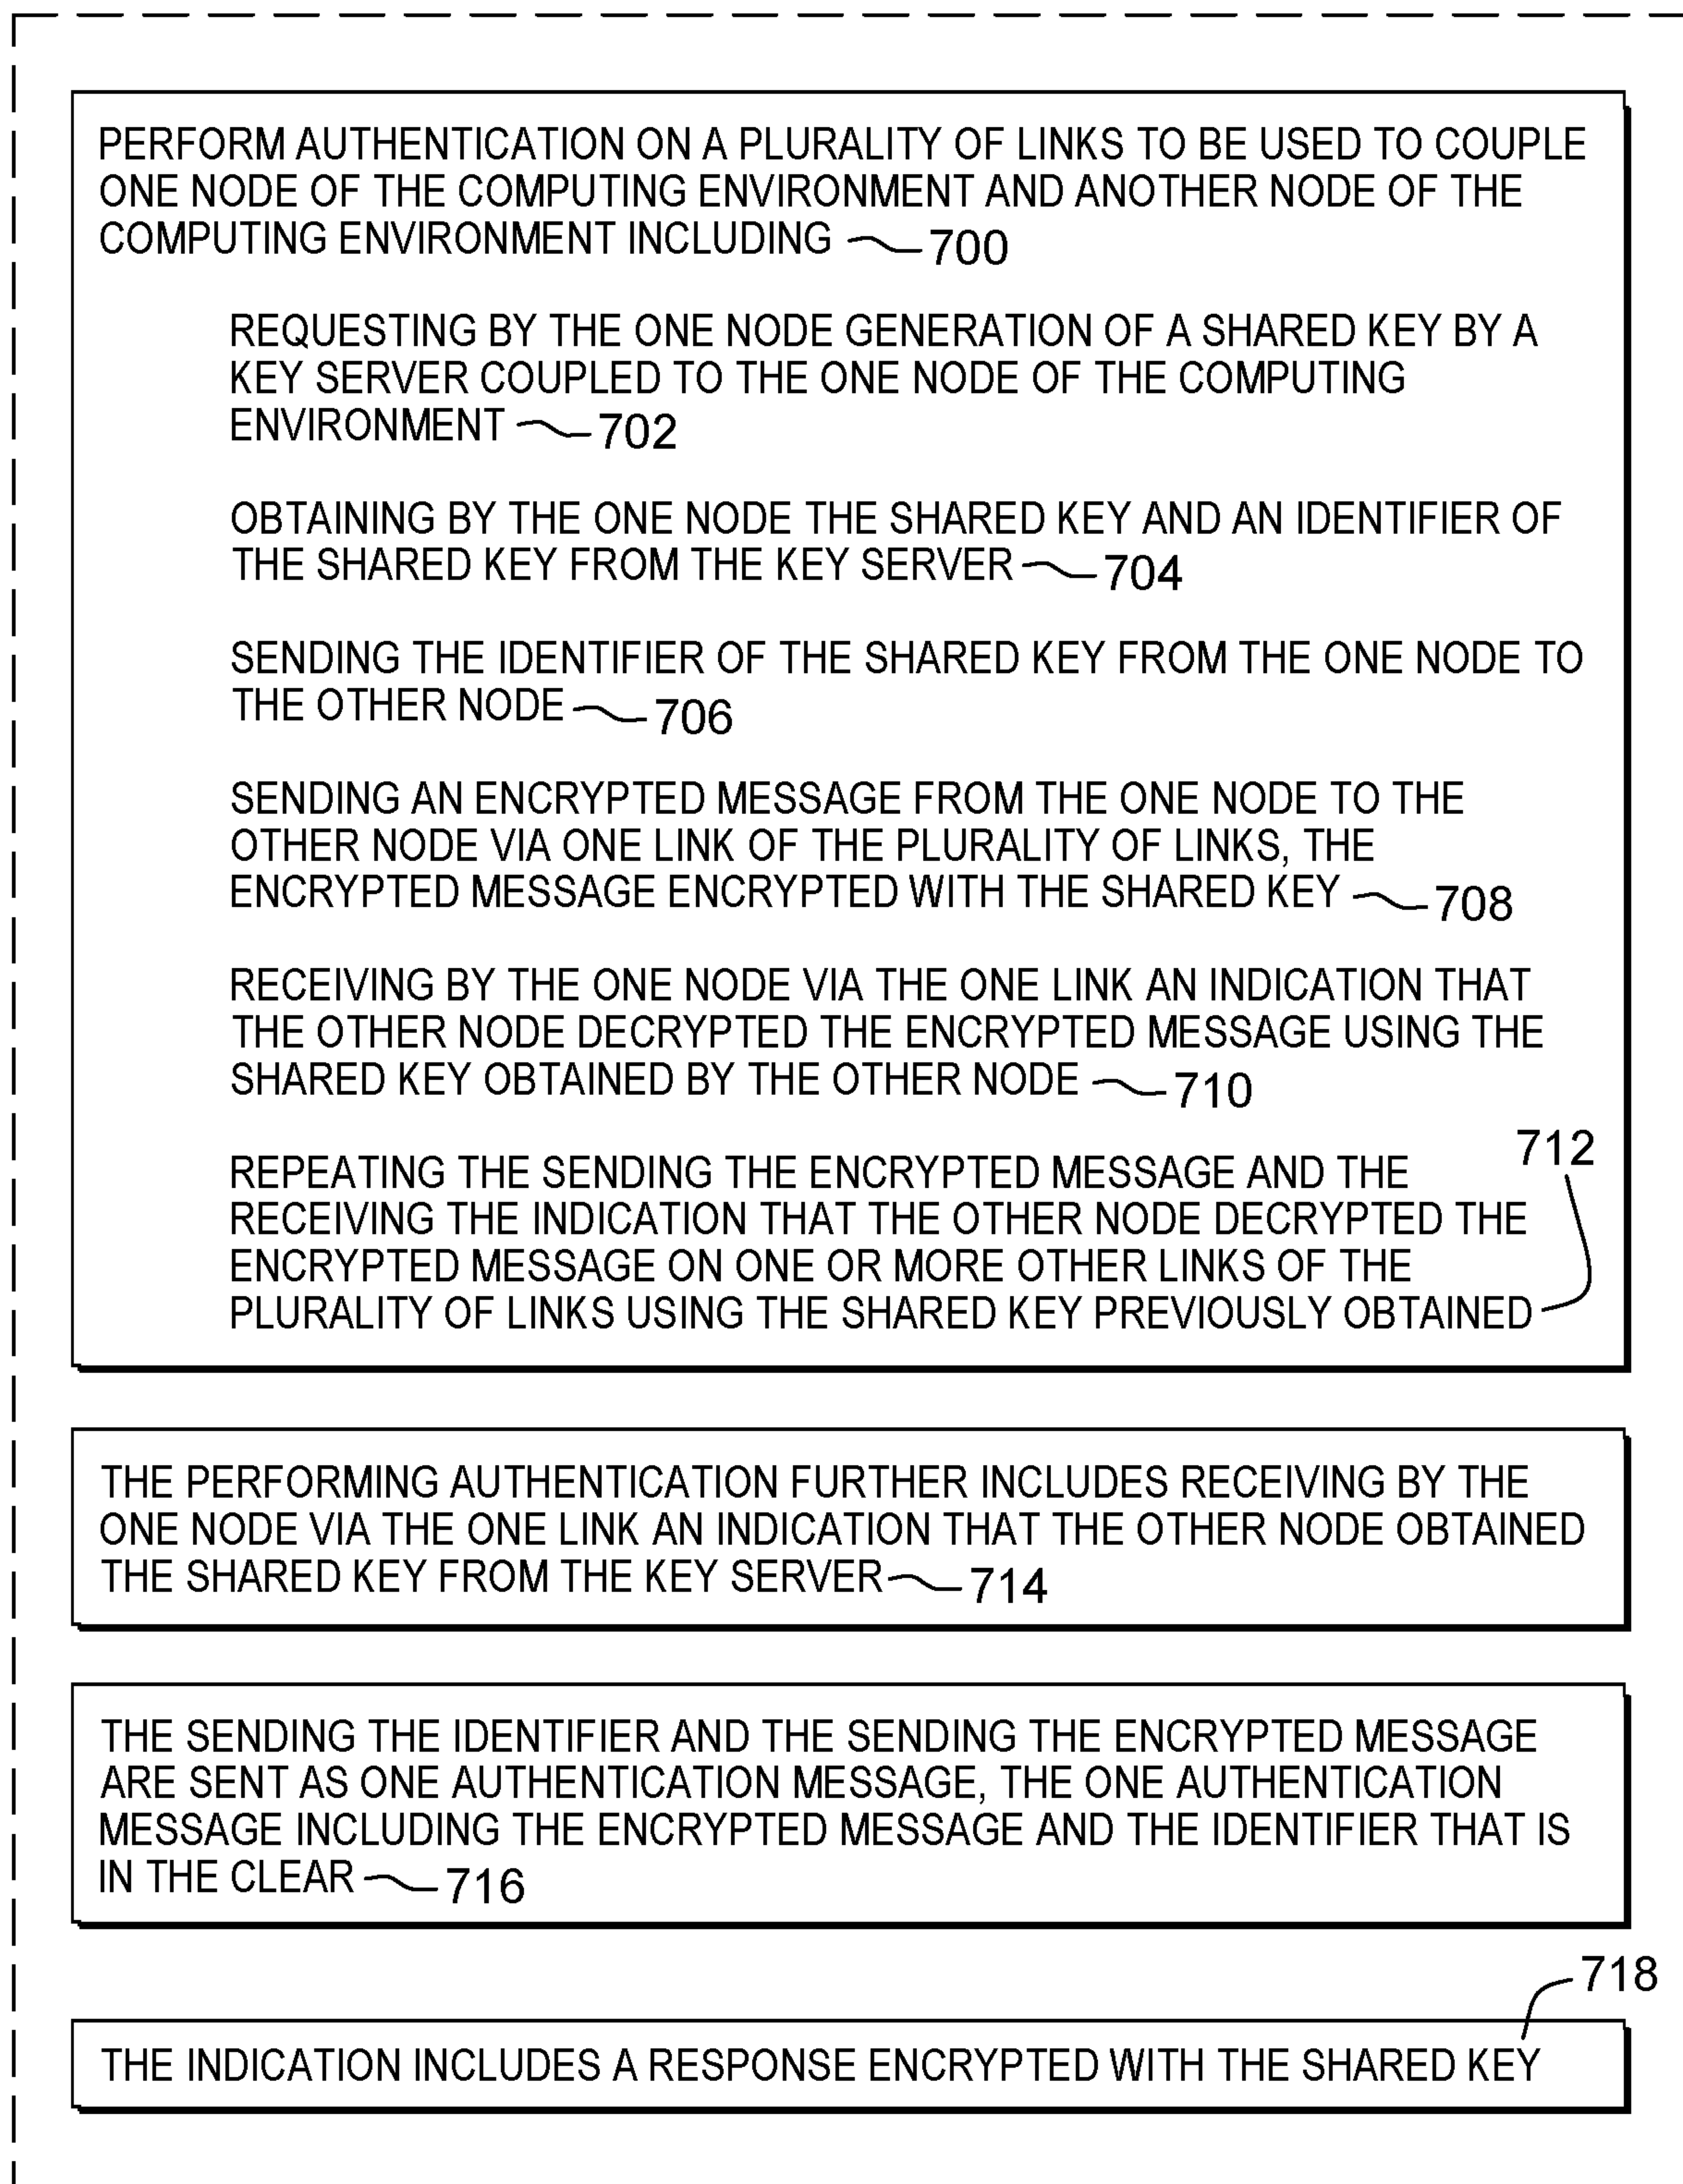 PERFORM AUTHENTICATION ON A PLURALITY OF LINKS TO BE USED TO COUPLE
ONE NODE OF THE COMPUTING ENVIRONMENT AND ANOTHER NODE OF THE
COMPUTING ENVIRONMENT INCLUDING 700
REQUESTING BY THE ONE NODE GENERATION OF A SHARED KEY BY A
KEY SERVER COUPLED TO THE ONE NODE OF THE COMPUTING
ENVIRONMENT 702
OBTAINING BY THE ONE NODE THE SHARED KEY AND AN IDENTIFIER OF
THE SHARED KEY FROM THE KEY SERVER 704
SENDING THE IDENTIFIER OF THE SHARED KEY FROM THE ONE NODE TO
THE OTHER NODE 706
SENDING AN ENCRYPTED MESSAGE FROM THE ONE NODE TO THE
OTHER NODE VIA ONE LINK OF THE PLURALITY OF LINKS, THE
ENCRYPTED MESSAGE ENCRYPTED WITH THE SHARED KEY 708
RECEIVING BY THE ONE NODE VIA THE ONE LINK AN INDICATION THAT
THE OTHER NODE DECRYPTED THE ENCRYPTED MESSAGE USING THE
SHARED KEY OBTAINED BY THE OTHER NODE 710
712
REPEATING THE SENDING THE ENCRYPTED MESSAGE AND THE
RECEIVING THE INDICATION THAT THE OTHER NODE DECRYPTED THE
ENCRYPTED MESSAGE ON ONE OR MORE OTHER LINKS OF THE
PLURALITY OF LINKS USING THE SHARED KEY PREVIOUSLY OBTAINED
THE PERFORMING AUTHENTICATION FURTHER INCLUDES RECEIVING BY THE
ONE NODE VIA THE ONE LINK AN INDICATION THAT THE OTHER NODE OBTAINED
THE SHARED KEY FROM THE KEY SERVER 714
THE SENDING THE IDENTIFIER AND THE SENDING THE ENCRYPTED MESSAGE
ARE SENT AS ONE AUTHENTICATION MESSAGE, THE ONE AUTHENTICATION
MESSAGE INCLUDING THE ENCRYPTED MESSAGE AND THE IDENTIFIER THAT IS
IN THE CLEAR 716
718
THE INDICATION INCLUDES A RESPONSE ENCRYPTED WITH THE SHARED KEY